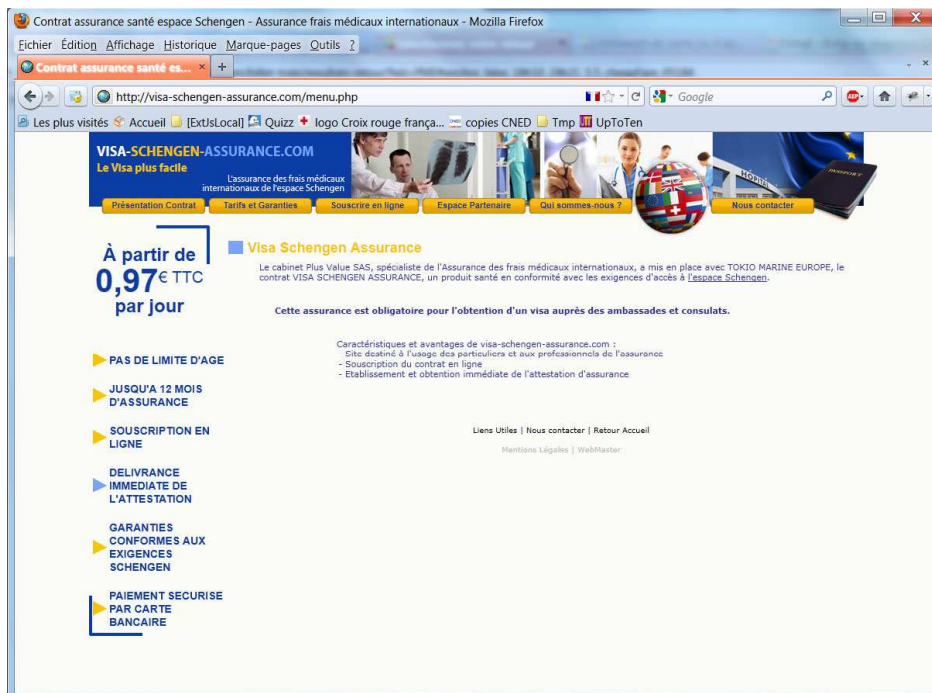 Contrat assurance santé espace Schengen - Assurance frais médicaux internationaux - Mozilla Firefox
Fichier Édition Affichage Historique Marque-pages Outils ?
Contrat assurance santé es... × +
http://visa-schengen-assurance.com/menu.php
Google
ABP
Les plus visités Accueil [ExtJsLocal] Quizz logo Croix rouge frança... copies CNED Tmp UpToTen
VISA-SCHENGEN-ASSURANCE.COM
Le Visa plus facile
L'assurance des frais médicaux
internationaux de l'espace Schengen
HOPITAL
PASSPORT
Présentation Contrat Tarifs et Garanties Souscrire en ligne Espace Partenaire Qui sommes-nous ? Nous contacter
À partir de
0,97€ TTC
par jour
Visa Schengen Assurance
Le cabinet Plus Value SAS, spécialiste de l'Assurance des frais médicaux internationaux, a mis en place avec TOKIO MARINE EUROPE, le
contrat VISA SCHENGEN ASSURANCE, un produit santé en conformité avec les exigences d'accès à l'espace Schengen.
Cette assurance est obligatoire pour l'obtention d'un visa auprès des ambassades et consulats.
Caractéristiques et avantages de visa-schengen-assurance.com :
Site destiné à l'usage des particuliers et aux professionnels de l'assurance
- Souscription du contrat en ligne
- Etablissement et obtention immédiate de l'attestation d'assurance
PAS DE LIMITE D'AGE
JUSQU'A 12 MOIS
D'ASSURANCE
SOUSCRIPTION EN
LIGNE
DELIVRANCE
IMMEDIATE DE
L'ATTESTATION
GARANTIES
CONFORMES AUX
EXIGENCES
SCHENGEN
PAIEMENT SECURISE
PAR CARTE
BANCAIRE
Liens Utiles | Nous contacter | Retour Accueil
Mentions Légales | WebMaster